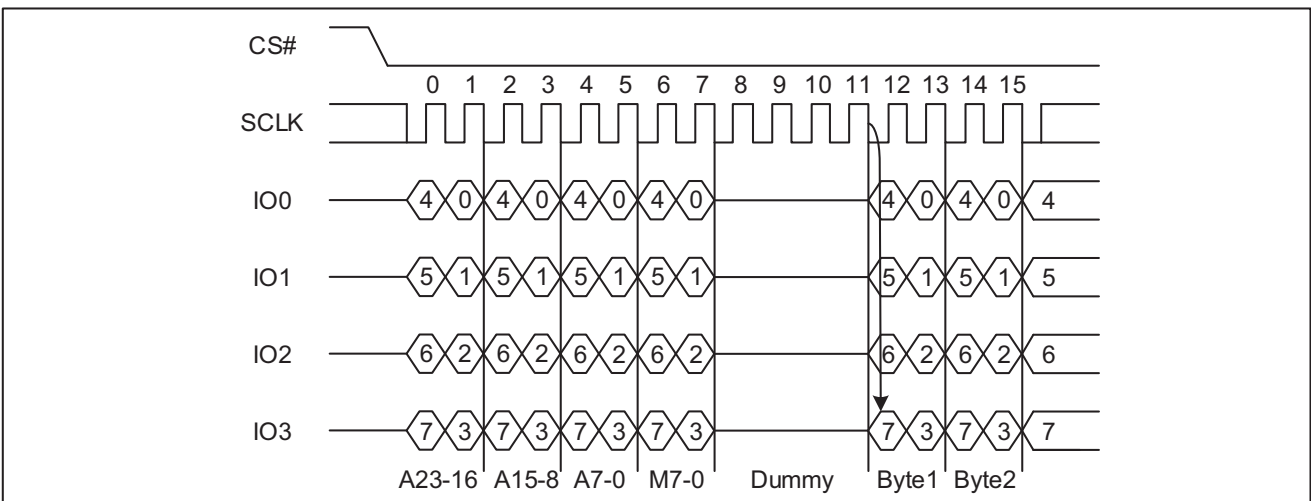 CS#
0 1 2 3 4 5 6 7 8 9 10 11 12 13 14 15
SCLK
IO0 4 0 4 0 4 0 4 0 4 0 4 0 4
IO1 5 1 5 1 5 1 5 1 5 1 5 1 5
IO2 6 2 6 2 6 2 6 2 6 2 6 2 6
IO3 7 3 7 3 7 3 7 3 7 3 7 3 7
A23-16 A15-8 A7-0 M7-0 Dummy Byte1 Byte2